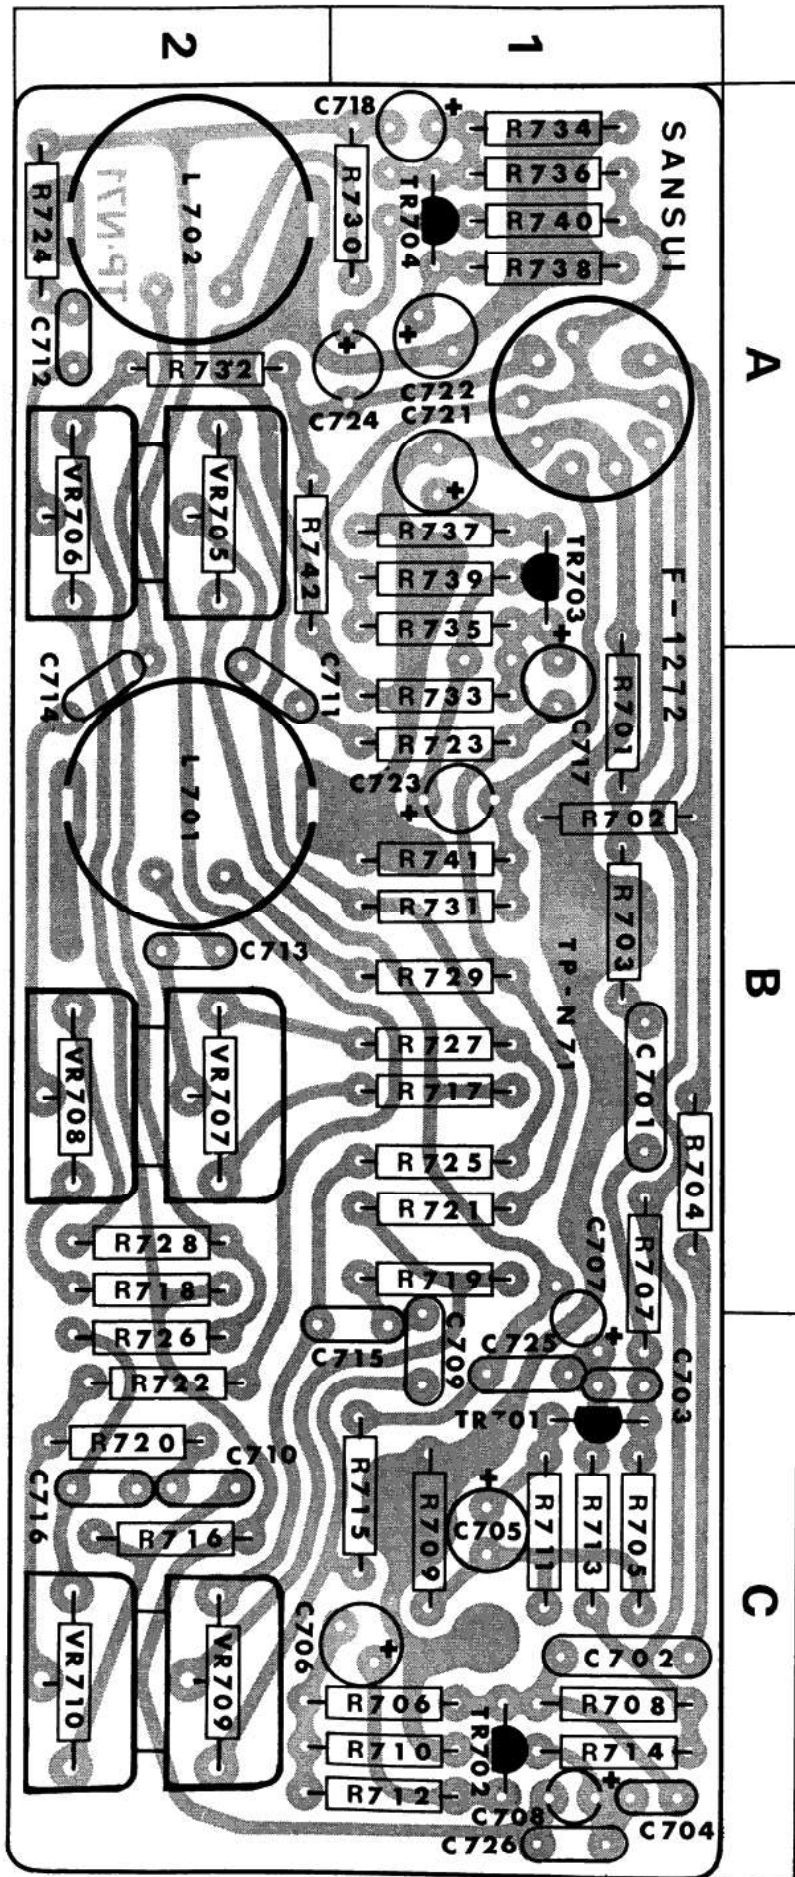 2
1
A
B
C
SANSUI
C718
R734
R736
R740
R738
TR704
R730
L702
R724
TP-N71
C712
R732
C724
C722
C721
VR706
VR705
R742
R737
R739
R735
TR703
F-1272
C714
C711
R733
R723
C717
R701
C723
R702
L701
R741
R731
R703
C713
R729
TP-N71
R727
R717
C701
VR708
VR707
R725
R721
R704
R728
R718
R719
C707
R707
R726
C715
C709
C725
C703
R722
TR701
R720
C710
C716
R715
R709
C705
R711
R713
R705
R716
C706
C702
VR710
VR709
R706
R708
R710
TR702
R714
R712
C708
C704
C726